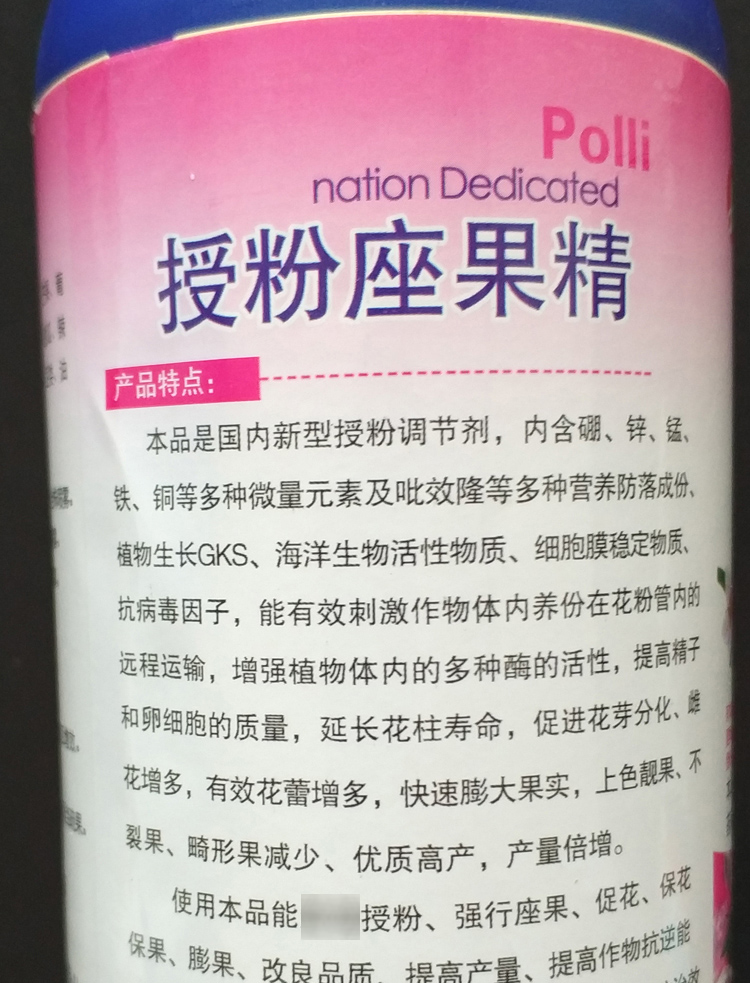 Polli
nation Dedicated
授粉座果精
产品特点：
本品是国内新型授粉调节剂，内含硼、锌、锰、
铁、铜等多种微量元素及吡效隆等多种营养防落成份、
植物生长GKS、海洋生物活性物质、细胞膜稳定物质、
抗病毒因子，能有效刺激作物体内养份在花粉管内的
远程运输，增强植物体内的多种酶的活性，提高精子
和卵细胞的质量，延长花柱寿命，促进花芽分化、雌
花增多，有效花蕾增多，快速膨大果实，上色靓果、不
裂果、畸形果减少、优质高产，产量倍增。
使用本品能授粉、强行座果、促花、保花
保果、膨果、改良品质、提高产量、提高作物抗逆能